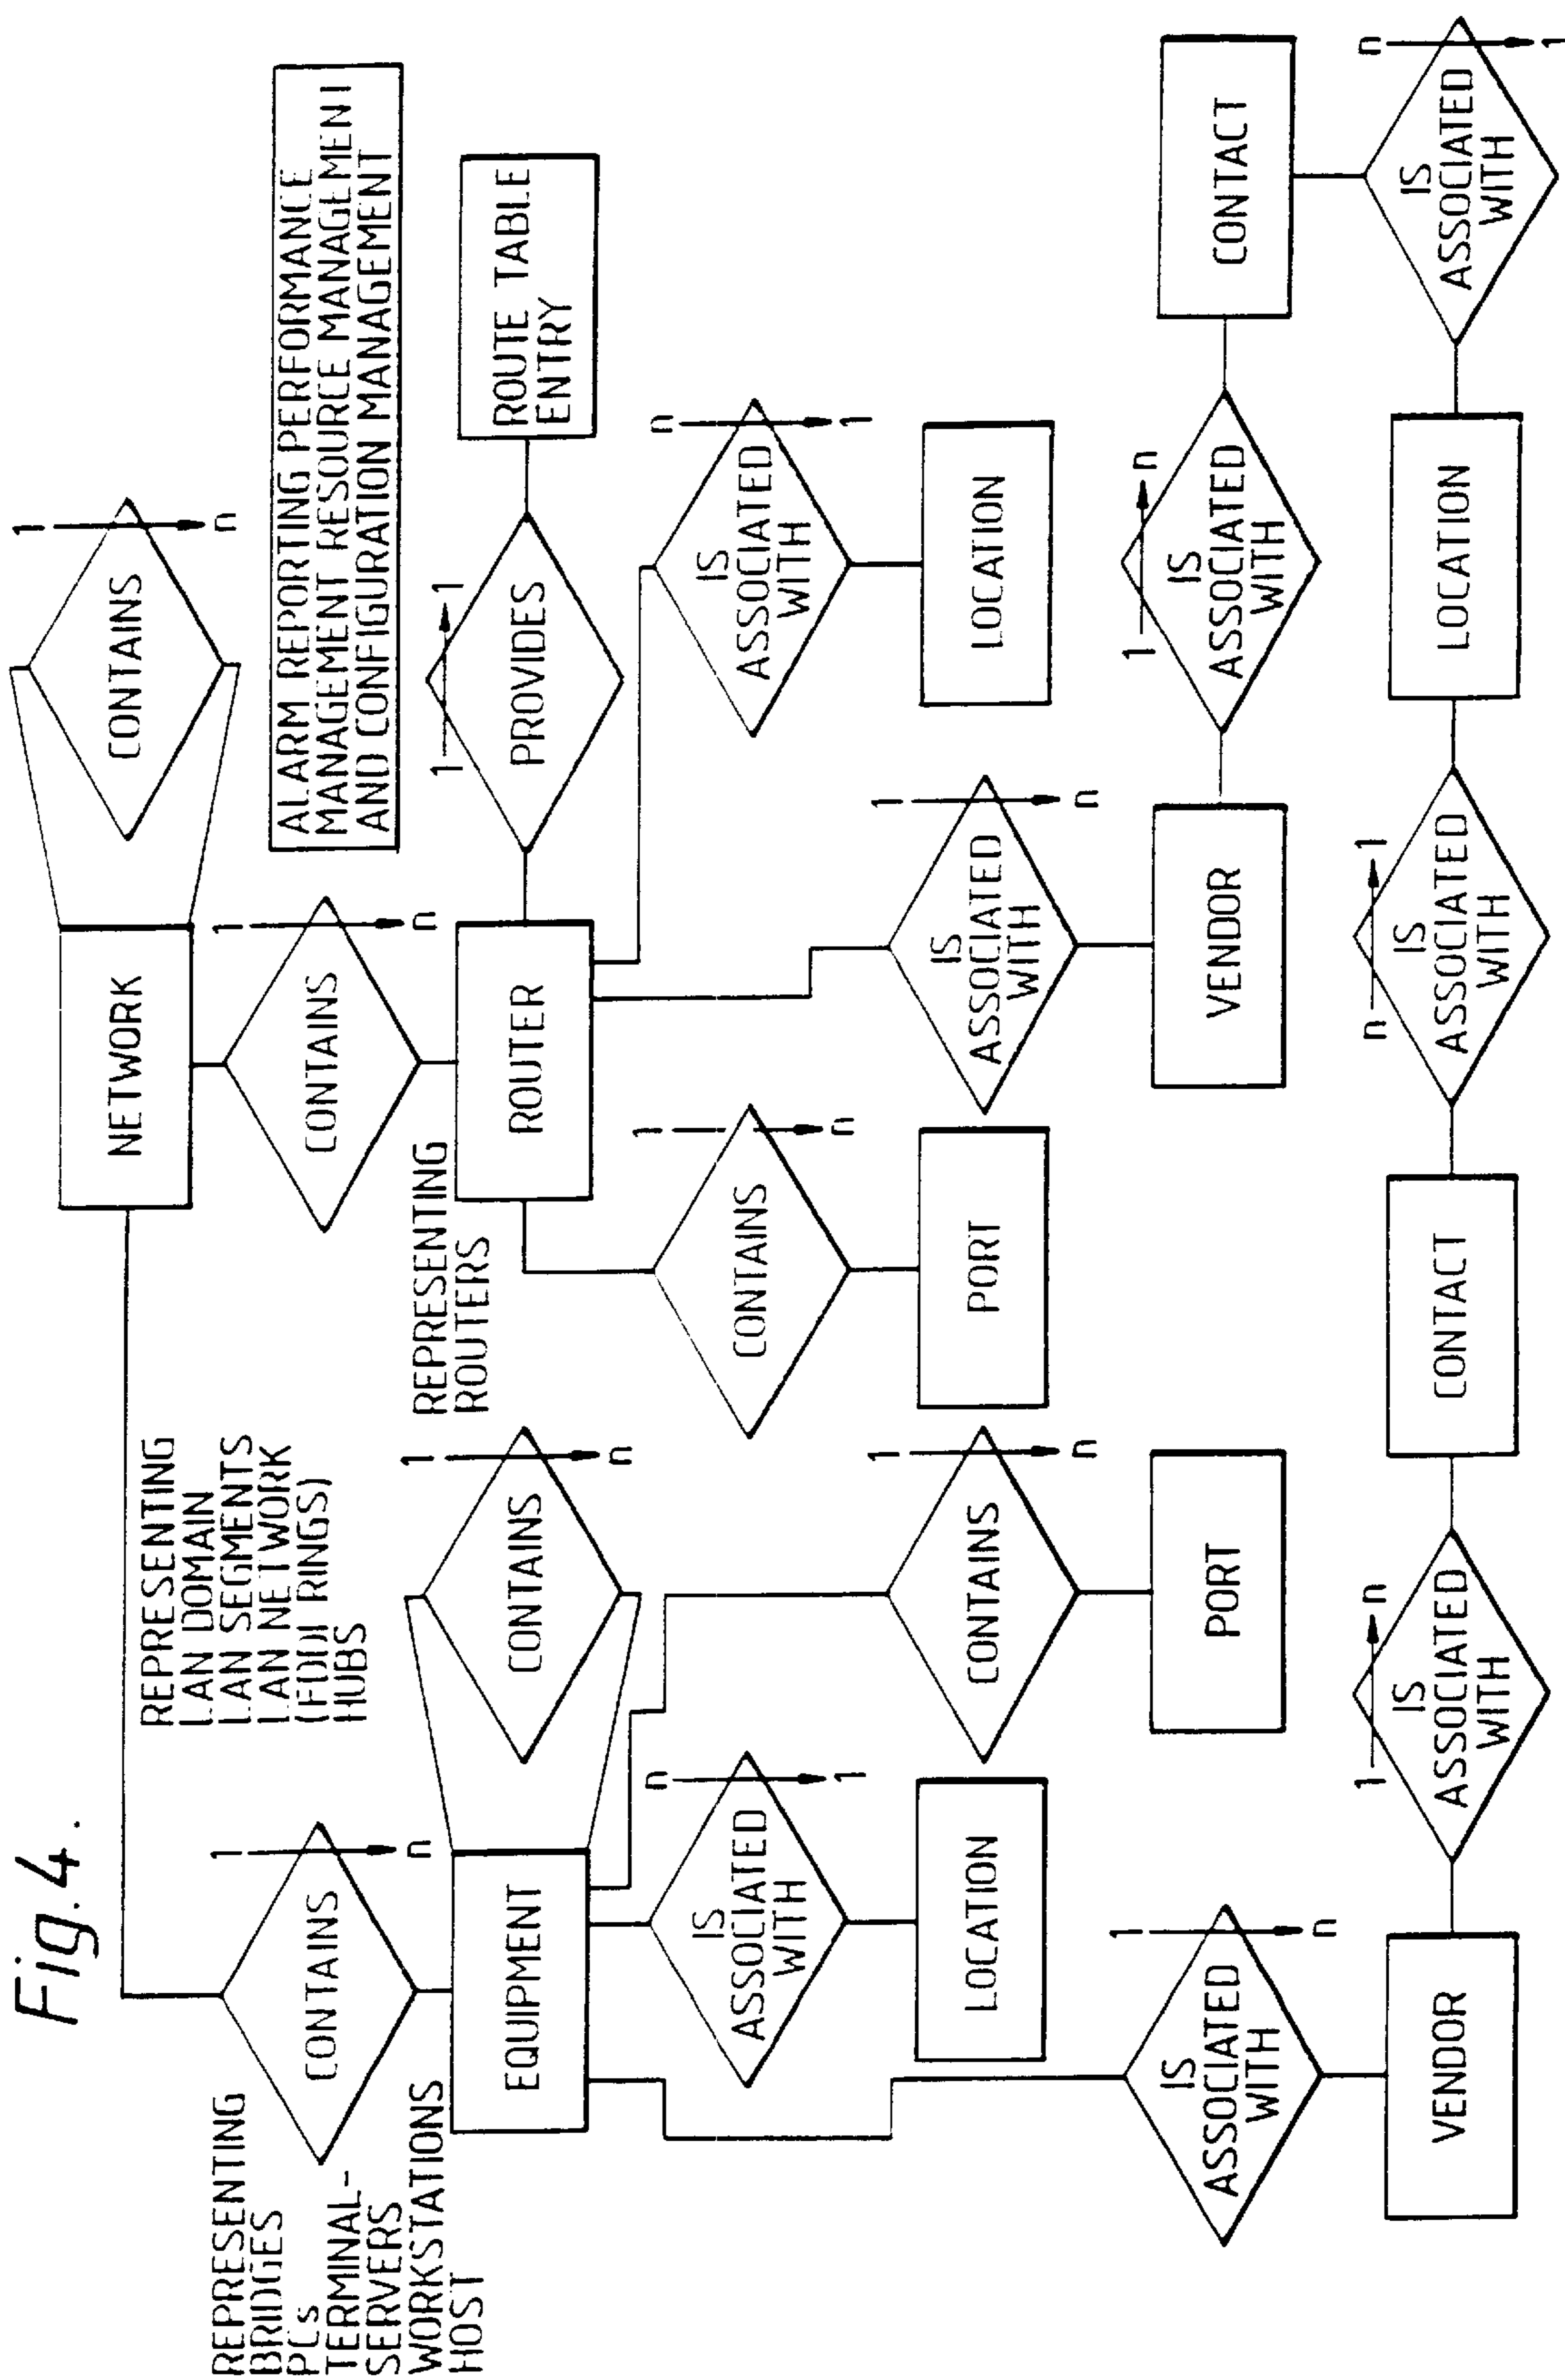 Fig. 4.
NETWORK
CONTAINS
1
n
REPRESENTING
LAN DOMAIN
LAN SEGMENTS
LAN NETWORK
(FDDI RINGS)
HUBS
REPRESENTING
BRIDGES
PCs
TERMINAL-
SERVERS
WORKSTATIONS
HOST
CONTAINS
1
n
CONTAINS
1
n
ALARM REPORTING PERFORMANCE
MANAGEMENT RESOURCE MANAGEMENT
AND CONFIGURATION MANAGEMENT
EQUIPMENT
CONTAINS
1
n
REPRESENTING
ROUTERS
ROUTER
1
1
PROVIDES
ROUTE TABLE
ENTRY
IS
ASSOCIATED
WITH
n
1
CONTAINS
1
n
IS
ASSOCIATED
WITH
n
1
LOCATION
CONTAINS
1
n
PORT
IS
ASSOCIATED
WITH
1
n
LOCATION
IS
ASSOCIATED
WITH
1
n
PORT
VENDOR
1
n
IS
ASSOCIATED
WITH
CONTACT
VENDOR
1
n
IS
ASSOCIATED
WITH
CONTACT
n
1
IS
ASSOCIATED
WITH
LOCATION
IS
ASSOCIATED
WITH
n
1